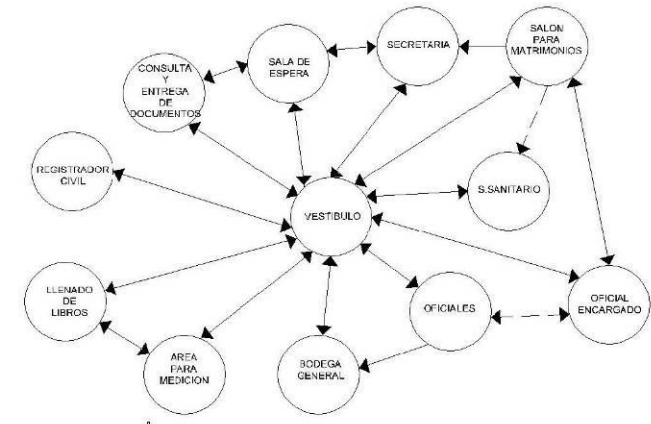 SECRETARIA
SALON
PARA
MATRIMONIOS
SALA DE
ESPERA
CONSULTA
Y
ENTREGA
DE
DOCUMENTOS
REGISTRADOR
CIVIL
S.SANITARIO
VESTIBULO
LLENADO
DE
LIBROS
OFICIALES
OFICIAL
ENCARGADO
AREA
PARA
MEDICION
BODEGA
GENERAL